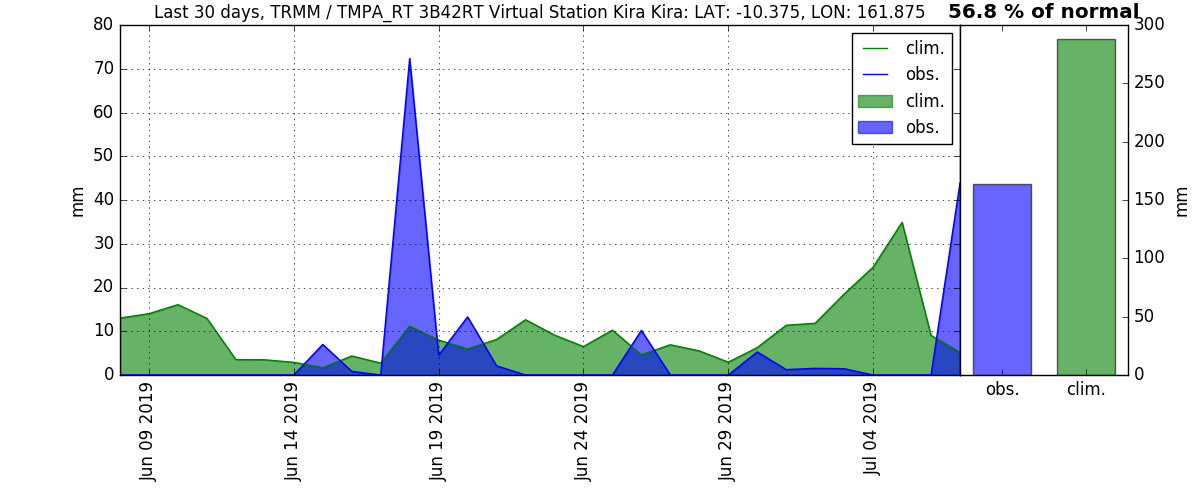 Last 30 days, TRMM / TMPA_RT 3B42RT Virtual Station Kira Kira: LAT: -10.375, LON: 161.875
56.8 % of normal
80
70
60
50
40
30
20
10
0
mm
clim.
obs.
clim.
obs.
Jun 09 2019
Jun 14 2019
Jun 19 2019
Jun 24 2019
Jun 29 2019
Jul 04 2019
300
250
200
150
100
50
0
mm
obs.
clim.